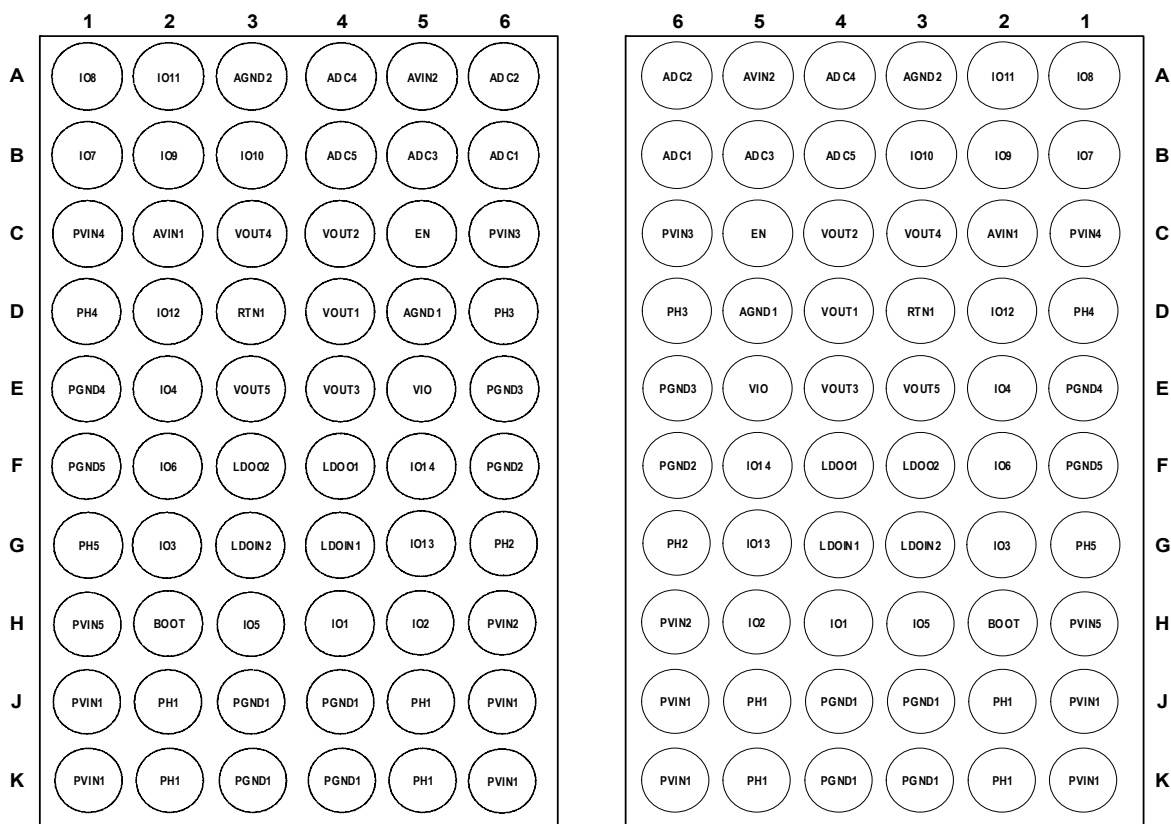 1 2 3 4 5 6 6 5 4 3 2 1
A IO8 IO11 AGND2 ADC4 AVIN2 ADC2 ADC2 AVIN2 ADC4 AGND2 IO11 IO8 A
B IO7 IO9 IO10 ADC5 ADC3 ADC1 ADC1 ADC3 ADC5 IO10 IO9 IO7 B
C PVIN4 AVIN1 VOUT4 VOUT2 EN PVIN3 PVIN3 EN VOUT2 VOUT4 AVIN1 PVIN4 C
D PH4 IO12 RTN1 VOUT1 AGND1 PH3 PH3 AGND1 VOUT1 RTN1 IO12 PH4 D
E PGND4 IO4 VOUT5 VOUT3 VIO PGND3 PGND3 VIO VOUT3 VOUT5 IO4 PGND4 E
F PGND5 IO6 LDOO2 LDOO1 IO14 PGND2 PGND2 IO14 LDOO1 LDOO2 IO6 PGND5 F
G PH5 IO3 LDOIN2 LDOIN1 IO13 PH2 PH2 IO13 LDOIN1 LDOIN2 IO3 PH5 G
H PVIN5 BOOT IO5 IO1 IO2 PVIN2 PVIN2 IO2 IO1 IO5 BOOT PVIN5 H
J PVIN1 PH1 PGND1 PGND1 PH1 PVIN1 PVIN1 PH1 PGND1 PGND1 PH1 PVIN1 J
K PVIN1 PH1 PGND1 PGND1 PH1 PVIN1 PVIN1 PH1 PGND1 PGND1 PH1 PVIN1 K